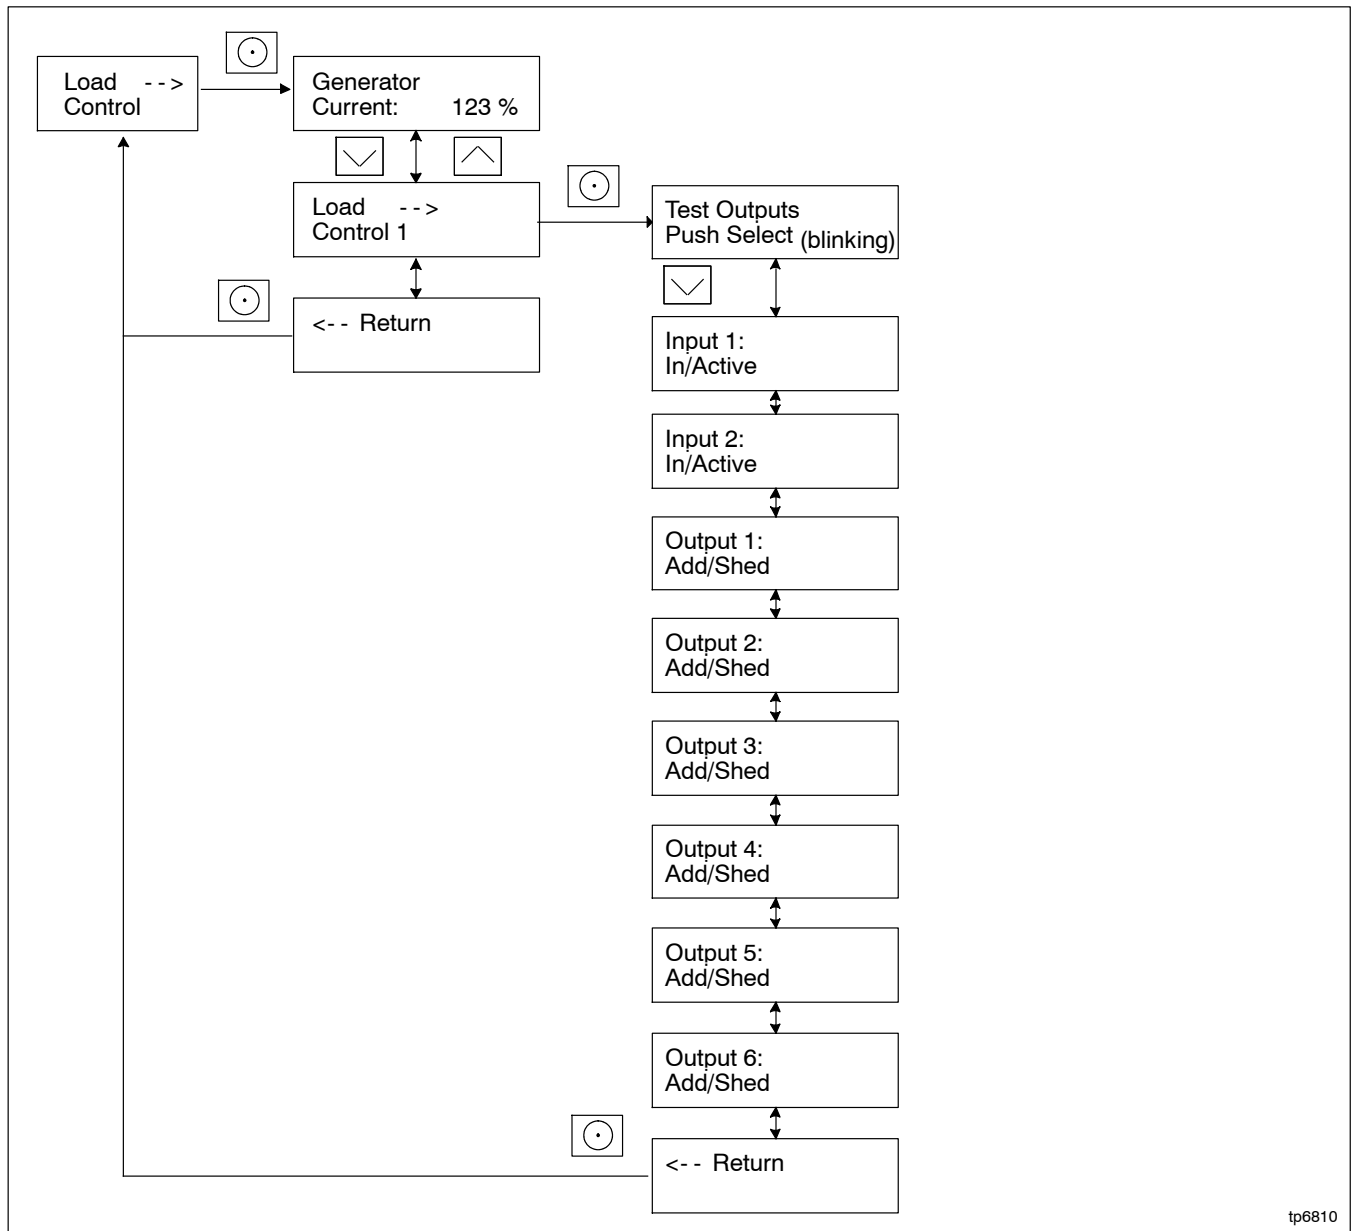 Load - - >
Control
Generator
Current: 123 %
Load - - >
Control 1
<- - Return
Test Outputs
Push Select (blinking)
Input 1:
In/Active
Input 2:
In/Active
Output 1:
Add/Shed
Output 2:
Add/Shed
Output 3:
Add/Shed
Output 4:
Add/Shed
Output 5:
Add/Shed
Output 6:
Add/Shed
<- - Return
tp6810